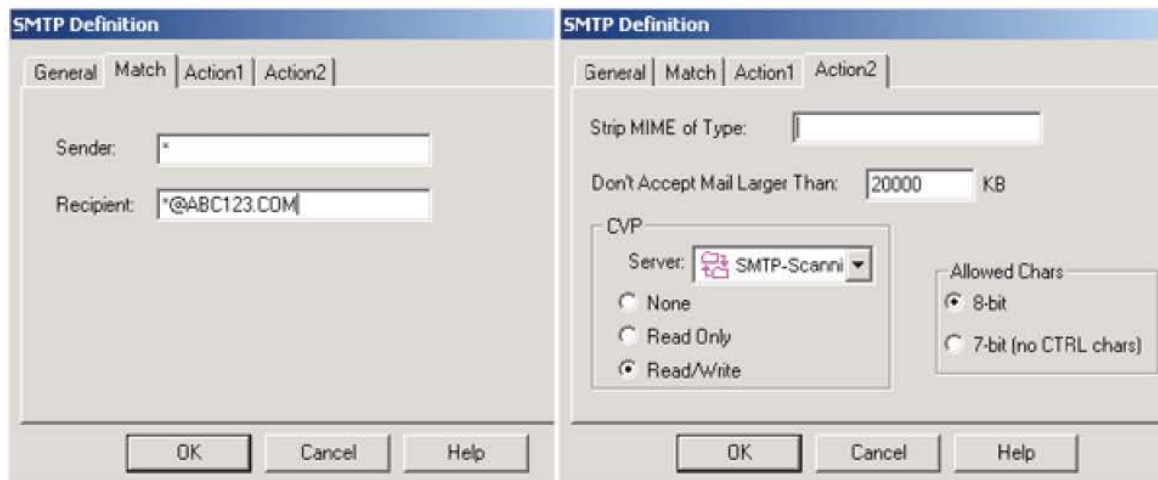 SMTP Definition
General Match Action1 Action2
Sender: *
Recipient: *@ABC123.COM
OK Cancel Help
SMTP Definition
General Match Action1 Action2
Strip MIME of Type:
Don't Accept Mail Larger Than: 20000 KB
CVP
Server: SMTP-Scanni
None
Read Only
Read/Write
Allowed Chars
8-bit
7-bit (no CTRL chars)
OK Cancel Help